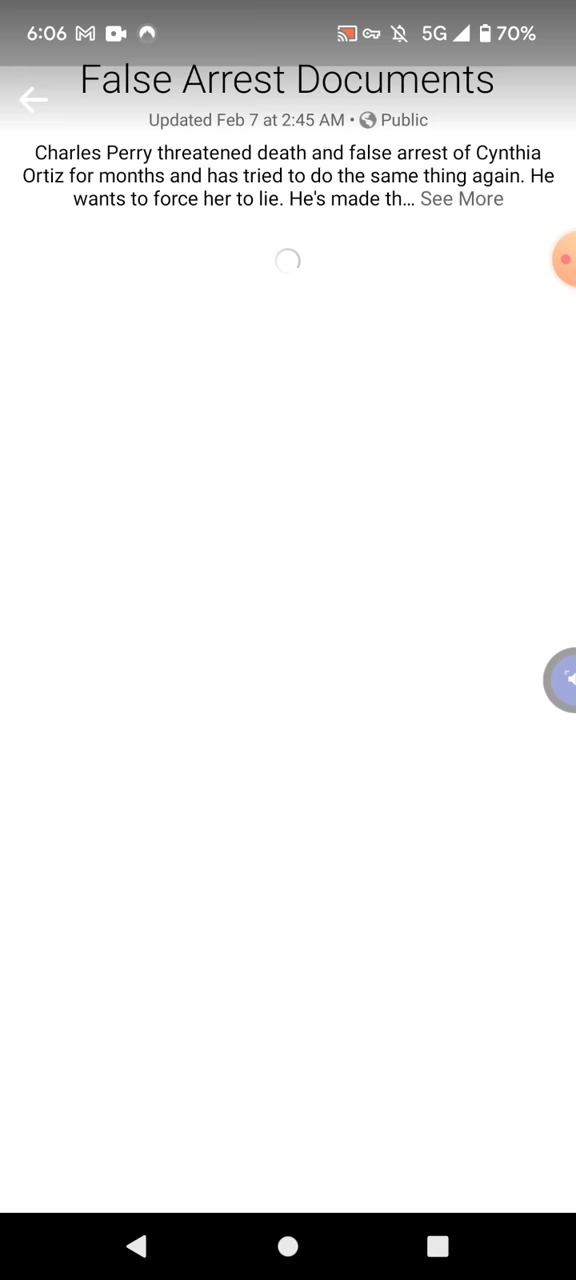 6:06 5G 70%
False Arrest Documents
Updated Feb 7 at 2:45 AM • Public
Charles Perry threatened death and false arrest of Cynthia
Ortiz for months and has tried to do the same thing again. He
wants to force her to lie. He's made th... See More